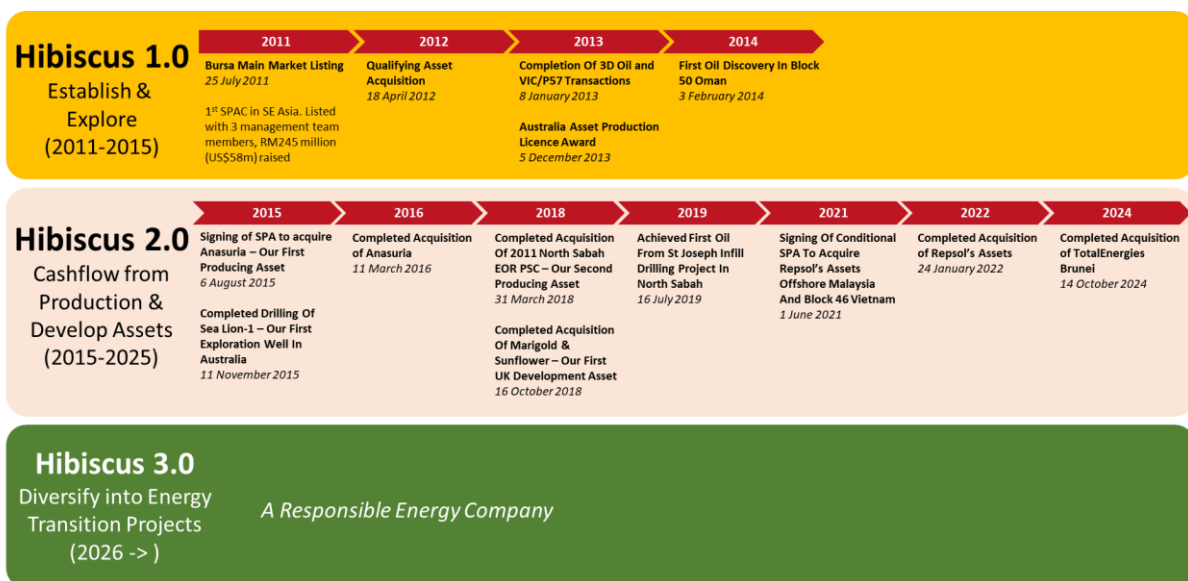 Hibiscus 1.0
Establish &
Explore
(2011-2015)
2011
Bursa Main Market Listing
25 July 2011
1st SPAC in SE Asia. Listed
with 3 management team
members, RM245 million
(US$58m) raised
2012
Qualifying Asset
Acquisition
18 April 2012
2013
Completion Of 3D Oil and
VIC/P57 Transactions
8 January 2013
Australia Asset Production
Licence Award
5 December 2013
2014
First Oil Discovery In Block
50 Oman
3 February 2014
Hibiscus 2.0
Cashflow from
Production &
Develop Assets
(2015-2025)
2015
Signing of SPA to acquire
Anasuria – Our First
Producing Asset
6 August 2015
Completed Drilling Of
Sea Lion-1 – Our First
Exploration Well In
Australia
11 November 2015
2016
Completed Acquisition
of Anasuria
11 March 2016
2018
Completed Acquisition
Of 2011 North Sabah
EOR PSC – Our Second
Producing Asset
31 March 2018
Completed Acquisition
Of Marigold &
Sunflower – Our First
UK Development Asset
16 October 2018
2019
Achieved First Oil
From St Joseph Infill
Drilling Project In
North Sabah
16 July 2019
2021
Signing Of Conditional
SPA To Acquire
Repsol's Assets
Offshore Malaysia
And Block 46 Vietnam
1 June 2021
2022
Completed Acquisition
of Repsol's Assets
24 January 2022
2024
Completed Acquisition
of TotalEnergies
Brunei
14 October 2024
Hibiscus 3.0
Diversify into Energy
Transition Projects
(2026 -> )
A Responsible Energy Company